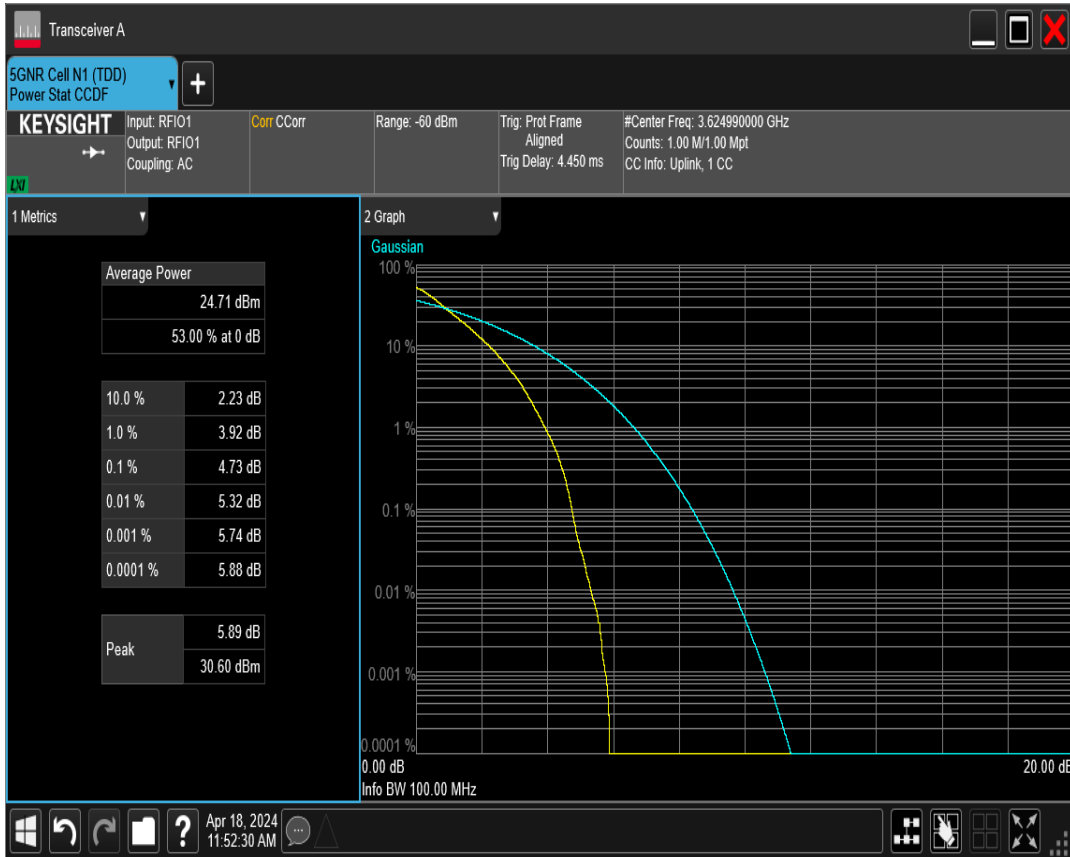 Transceiver A
5GNR Cell N1 (TDD)
Power Stat CCDF
+
KEYSIGHT
LXI
Input: RFIO1
Output: RFIO1
Coupling: AC
Corr CCorr
Range: -60 dBm
Trig: Prot Frame
Aligned
Trig Delay: 4.450 ms
#Center Freq: 3.624990000 GHz
Counts: 1.00 M/1.00 Mpt
CC Info: Uplink, 1 CC
1 Metrics
Average Power
24.71 dBm
53.00 % at 0 dB
10.0 % 2.23 dB
1.0 % 3.92 dB
0.1 % 4.73 dB
0.01 % 5.32 dB
0.001 % 5.74 dB
0.0001 % 5.88 dB
Peak
5.89 dB
30.60 dBm
2 Graph
Gaussian
100 %
10 %
1 %
0.1 %
0.01 %
0.001 %
0.0001 %
0.00 dB 20.00 dB
Info BW 100.00 MHz
?
Apr 18, 2024
11:52:30 AM